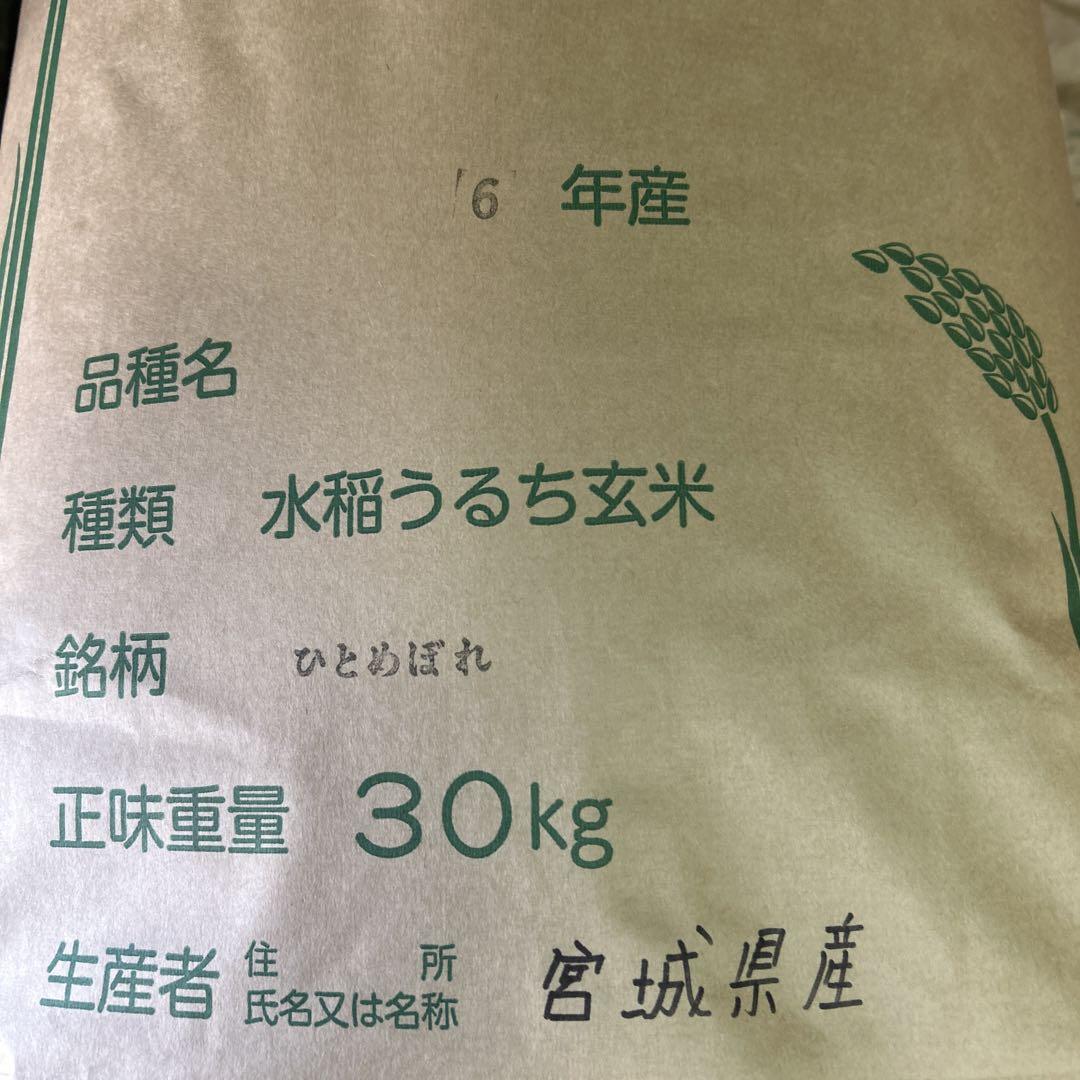 6 年産
品種名
種類 水稲うるち玄米
銘柄 ひとめぼれ
正味重量 30kg
生産者 住所 氏名又は名称 宮城県産